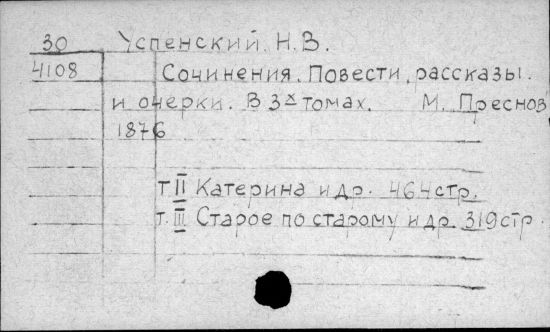 30 Успенский Н.В.
4108 Сочинения. Повести, рассказы.
и очерки. В 3х томах. М. Преснов
1876
т II Катерина и др. 464 стр.
т. III Старое по старому и др. 319 стр.